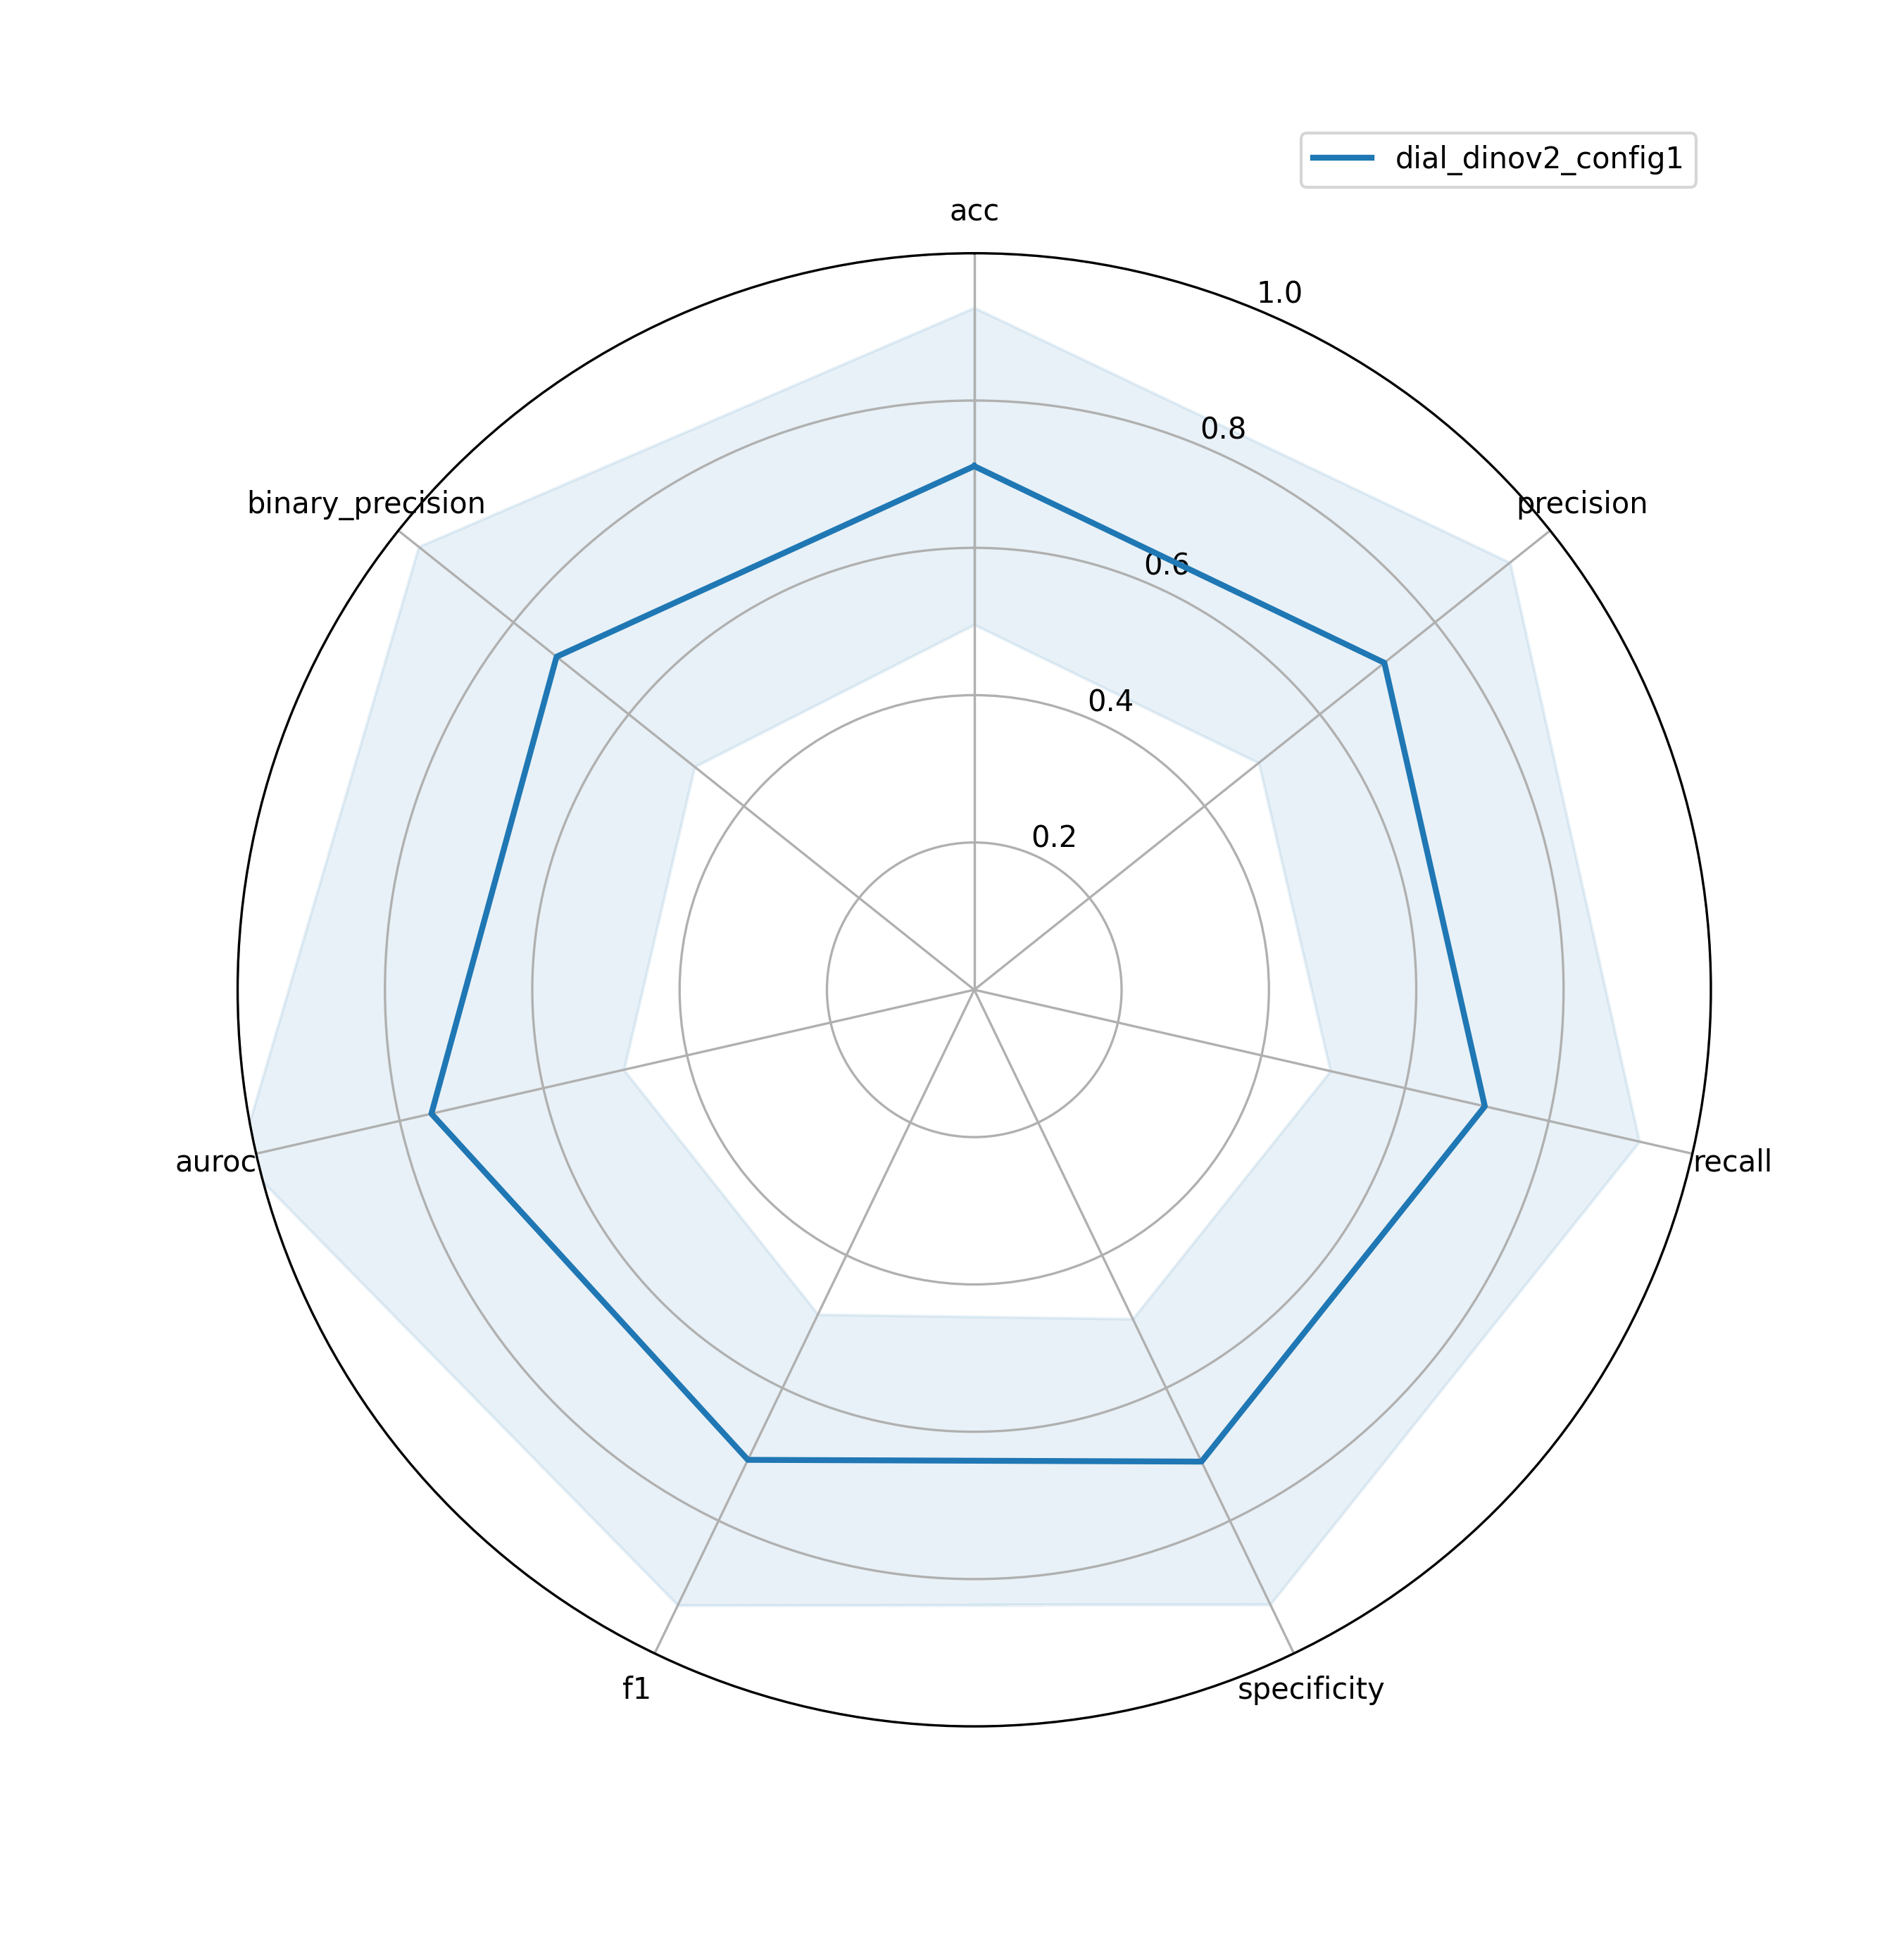 dial_dinov2_config1
acc
1.0
0.8
binary_precision
precision
0.6
0.4
0.2
auroc
recall
f1
specificity